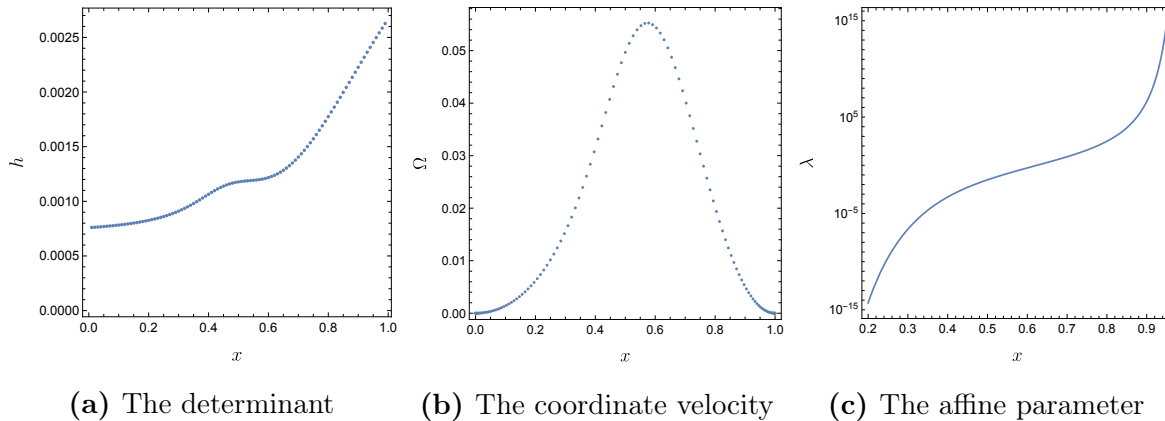 0.0025
0.0020
0.0015
0.0010
0.0005
0.0000
h
0.0 0.2 0.4 0.6 0.8 1.0
x
0.05
0.04
0.03
0.02
0.01
0.00
Ω
0.0 0.2 0.4 0.6 0.8 1.0
x
10^15
10^5
10^-5
10^-15
λ
0.2 0.3 0.4 0.5 0.6 0.7 0.8 0.9
x
(a) The determinant
(b) The coordinate velocity
(c) The affine parameter